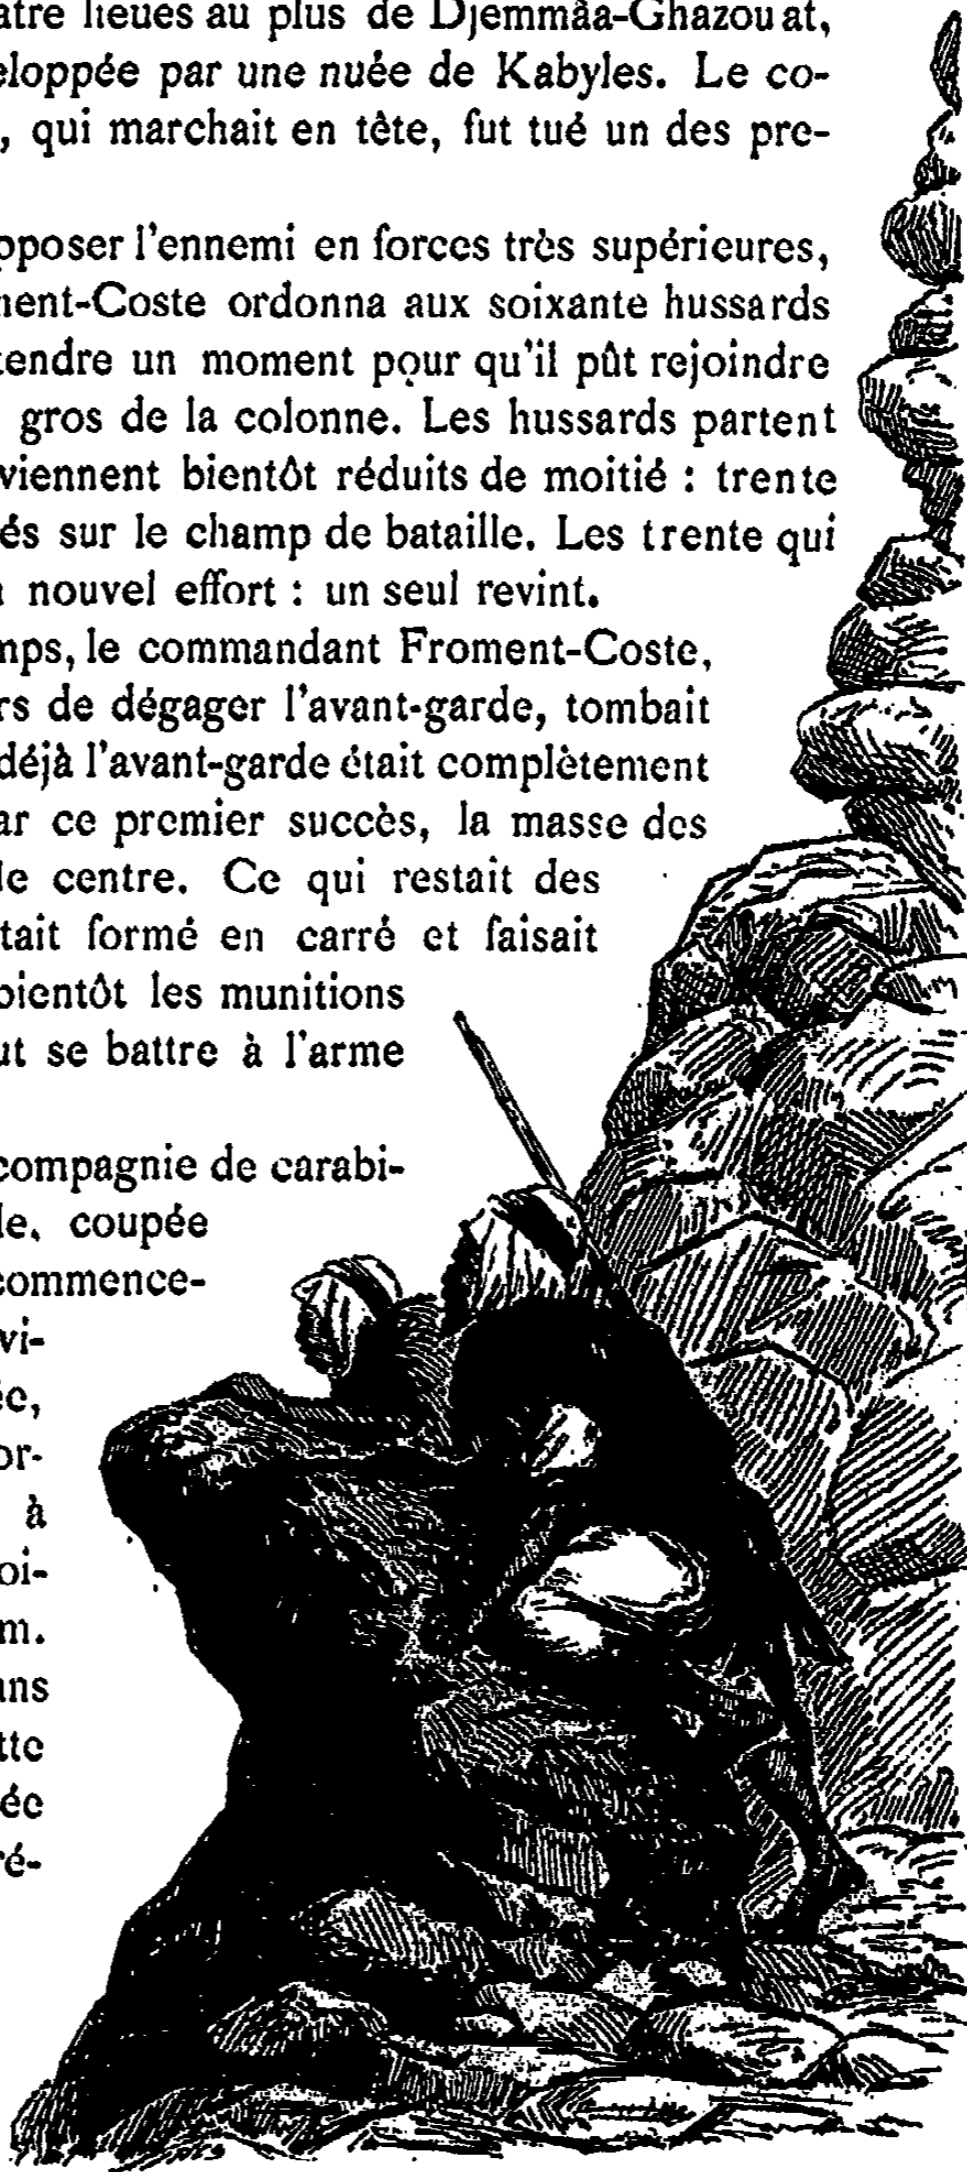 atre lieues au plus de Djemmâa-Ghazouat,
eloppée par une nuée de Kabyles. Le co-
, qui marchait en tête, fut tué un des pre-
pposer l'ennemi en forces très supérieures,
nent-Coste ordonna aux soixante hussards
tendre un moment pour qu'il pût rejoindre
gros de la colonne. Les hussards partent
viennent bientôt réduits de moitié : trente
és sur le champ de bataille. Les trente qui
nouvel effort : un seul revint.
mps, le commandant Froment-Coste,
rs de dégager l'avant-garde, tombait
déjà l'avant-garde était complètement
ar ce premier succès, la masse des
le centre. Ce qui restait des
tait formé en carré et faisait
bientôt les munitions
ut se battre à l'arme
compagnie de carabi-
de, coupée
commence-
vi-
ée,
or-
à
oi-
m.
ans
tte
ée
ré-